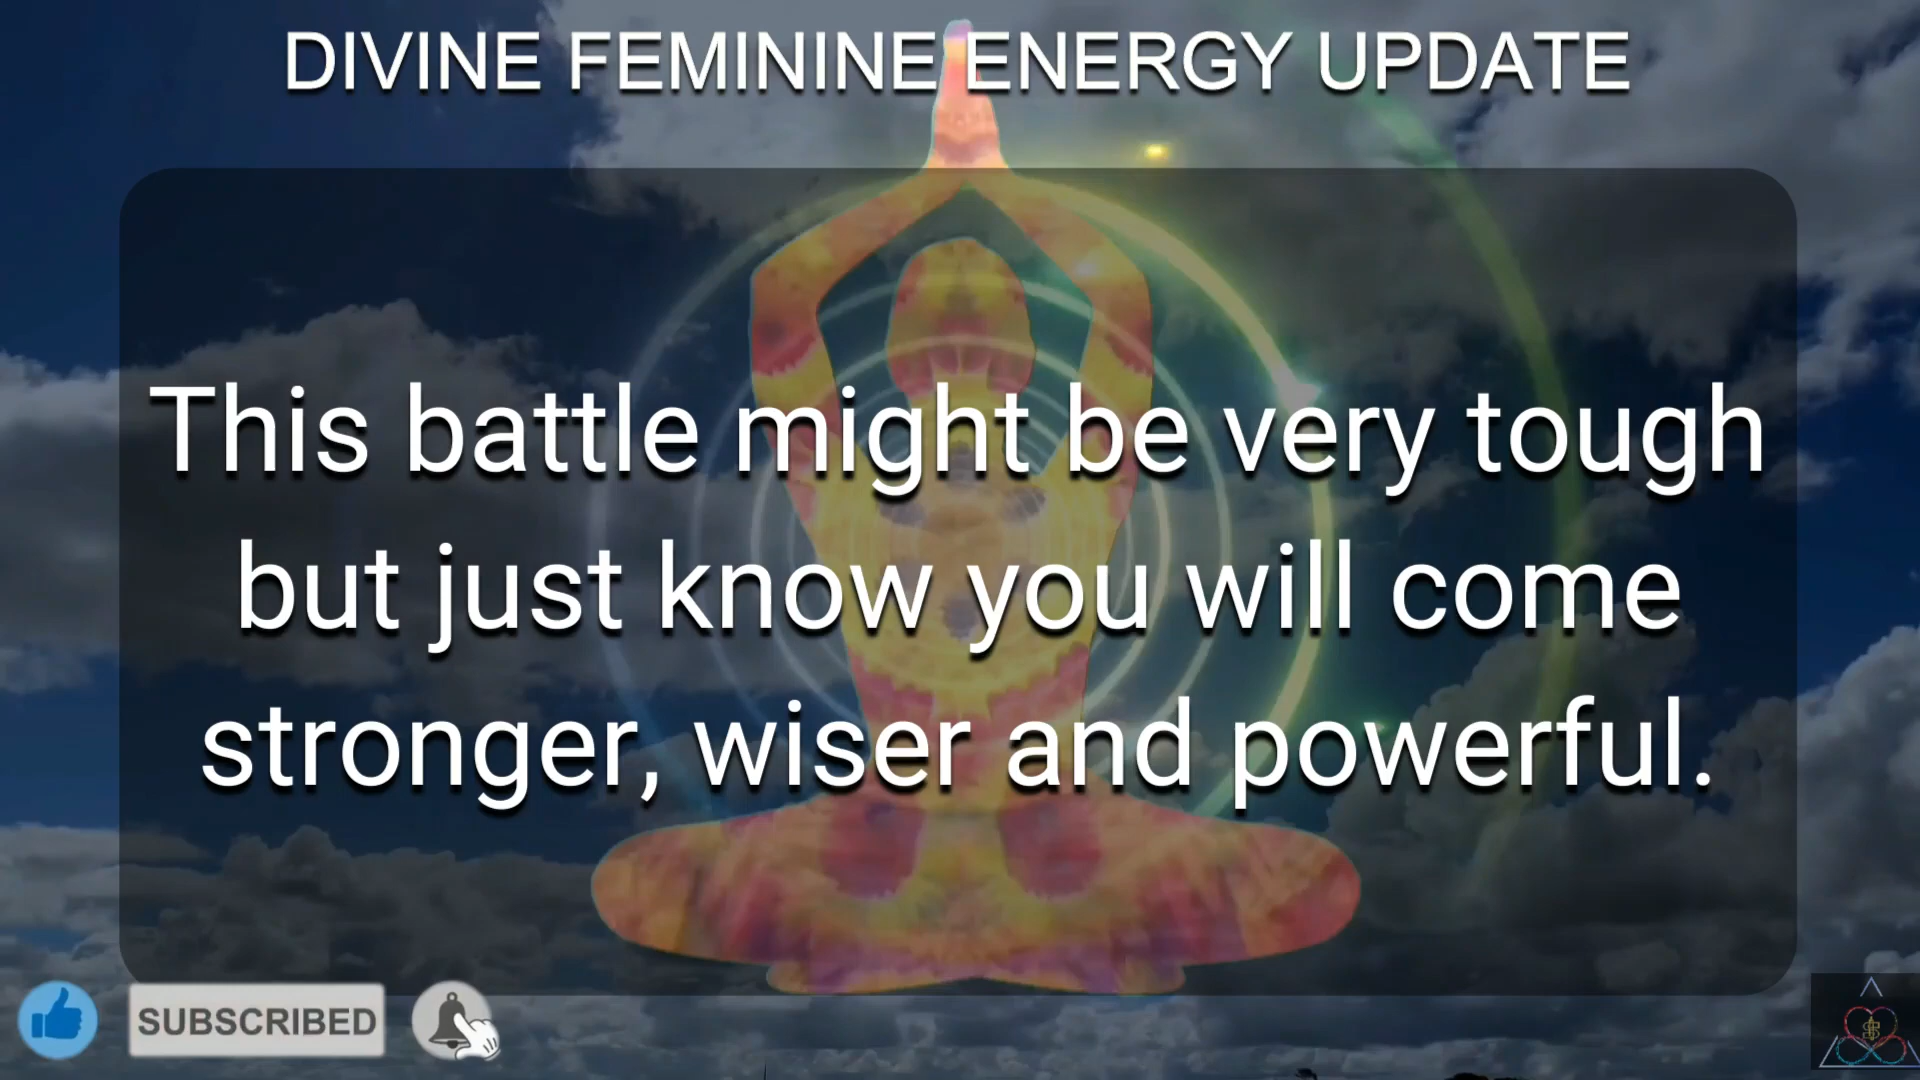 DIVINE FEMININE ENERGY UPDATE
This battle might be very tough
but just know you will come
stronger, wiser and powerful.
SUBSCRIBED